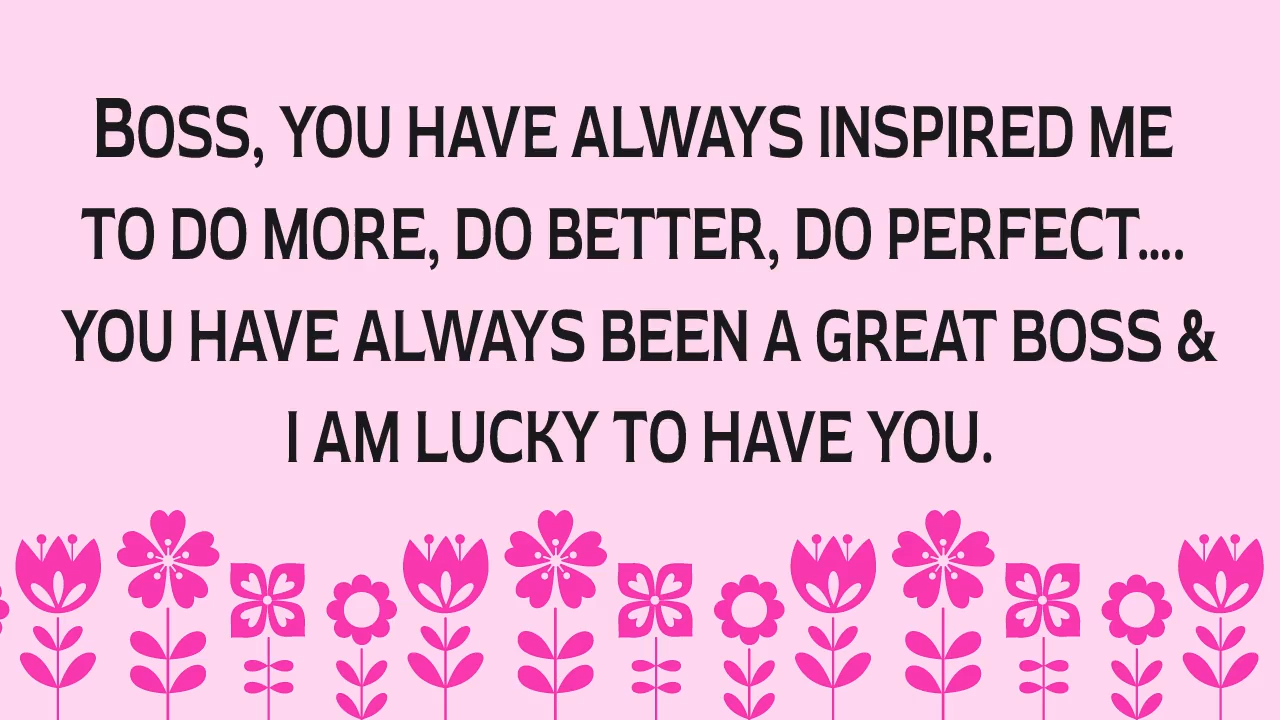 Boss, you have always inspired me
to do more, do better, do perfect....
you have always been a great boss &
I am lucky to have you.